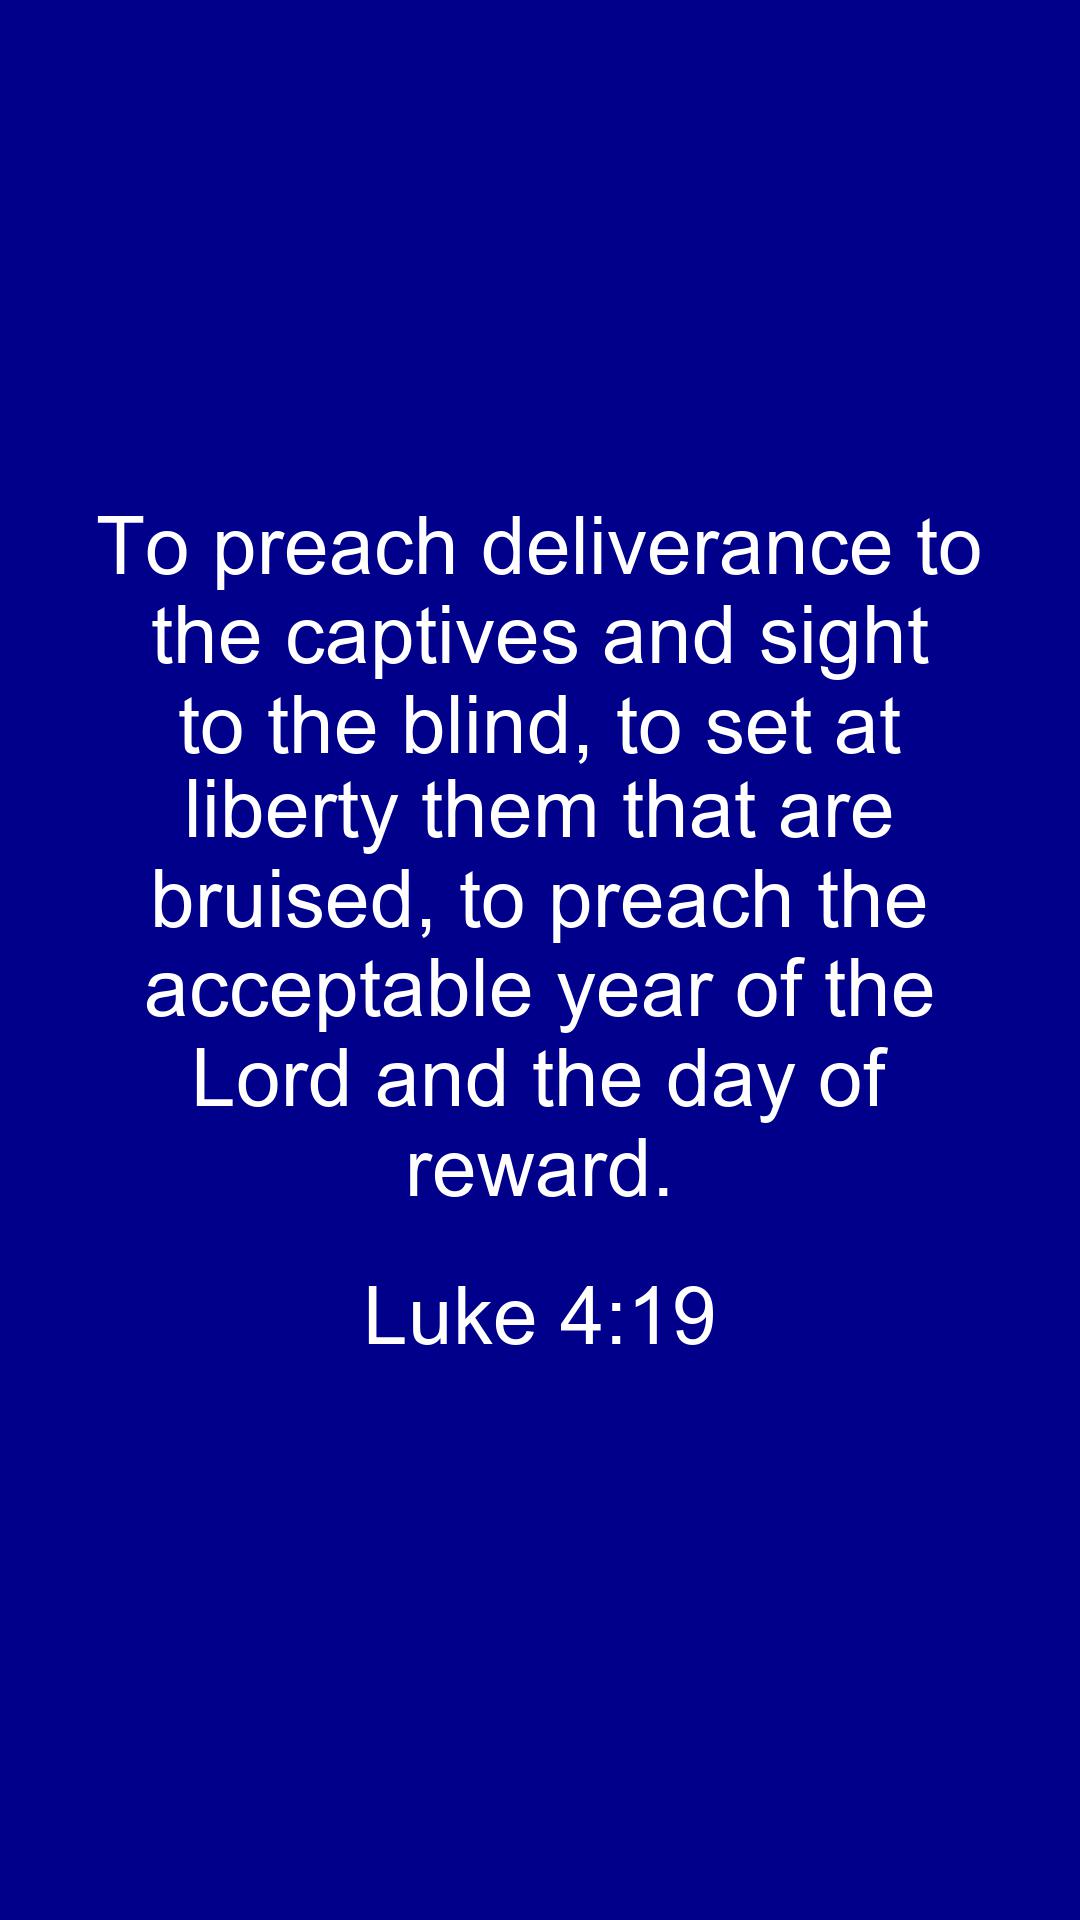 To preach deliverance to
the captives and sight
to the blind, to set at
liberty them that are
bruised, to preach the
acceptable year of the
Lord and the day of
reward.
Luke 4:19